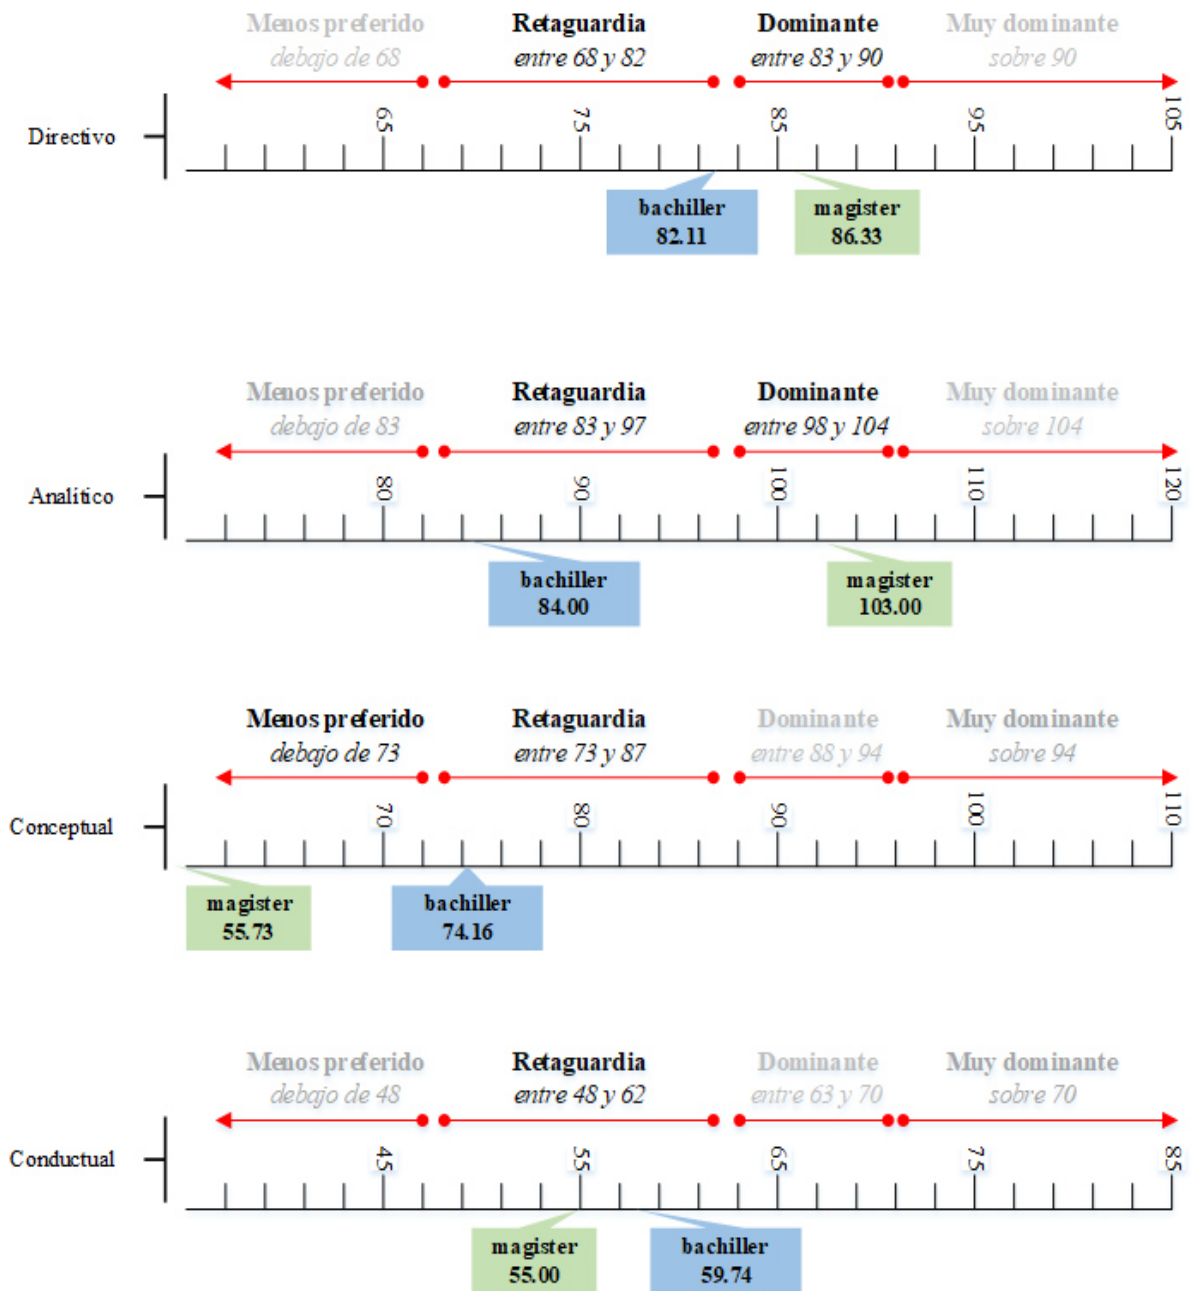 Menos preferido Retaguardia Dominante Muy dominante
debajo de 68 entre 68 y 82 entre 83 y 90 sobre 90
65 75 85 95 105
Directivo
bachiller magister
82.11 86.33
Menos preferido Retaguardia Dominante Muy dominante
debajo de 83 entre 83 y 97 entre 98 y 104 sobre 104
80 90 100 110 120
Analítico
bachiller magister
84.00 103.00
Menos preferido Retaguardia Dominante Muy dominante
debajo de 73 entre 73 y 87 entre 88 y 94 sobre 94
70 80 90 100 110
Conceptual
magister bachiller
55.73 74.16
Menos preferido Retaguardia Dominante Muy dominante
debajo de 48 entre 48 y 62 entre 63 y 70 sobre 70
45 55 65 75 85
Conductual
magister bachiller
55.00 59.74